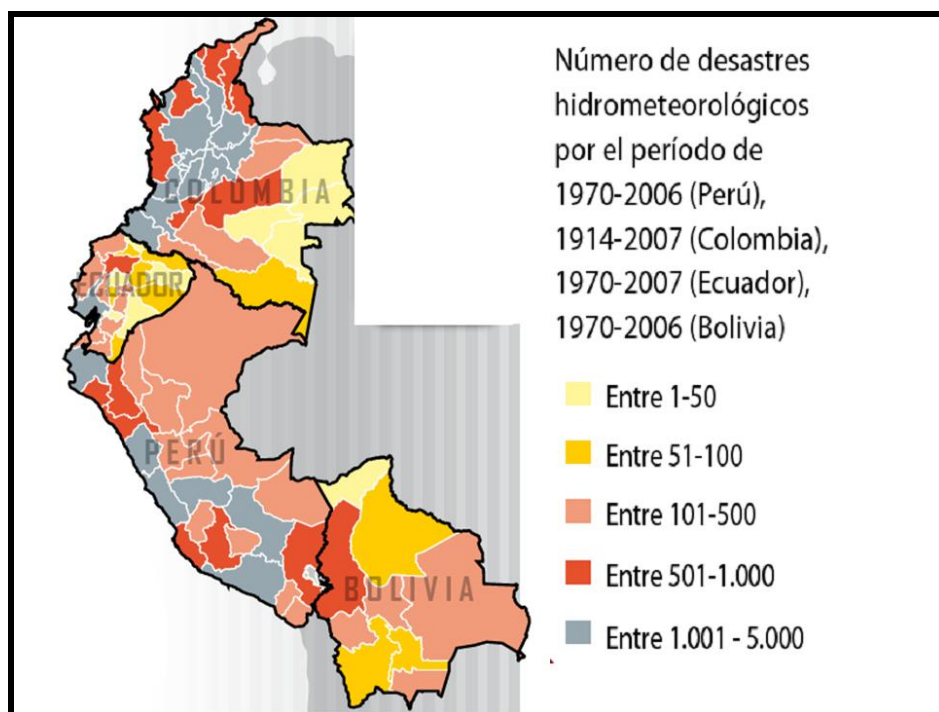 Número de desastres
hidrometeorológicos
por el período de
1970-2006 (Perú),
1914-2007 (Colombia),
1970-2007 (Ecuador),
1970-2006 (Bolivia)
Entre 1-50
Entre 51-100
Entre 101-500
Entre 501-1.000
Entre 1.001 - 5.000
COLUMBIA
ECUADOR
PERÚ
BOLIVIA